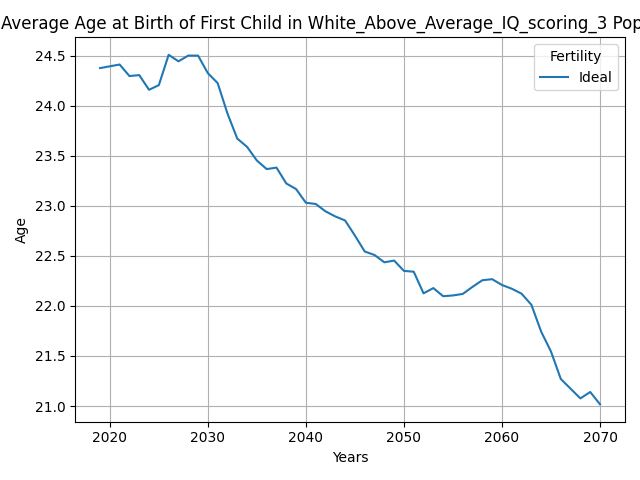 Average Age at Birth of First Child in White_Above_Average_IQ_scoring_3 Pop
Fertility
Ideal
24.5
24.0
23.5
23.0
22.5
22.0
21.5
21.0
Age
2020 2030 2040 2050 2060 2070
Years